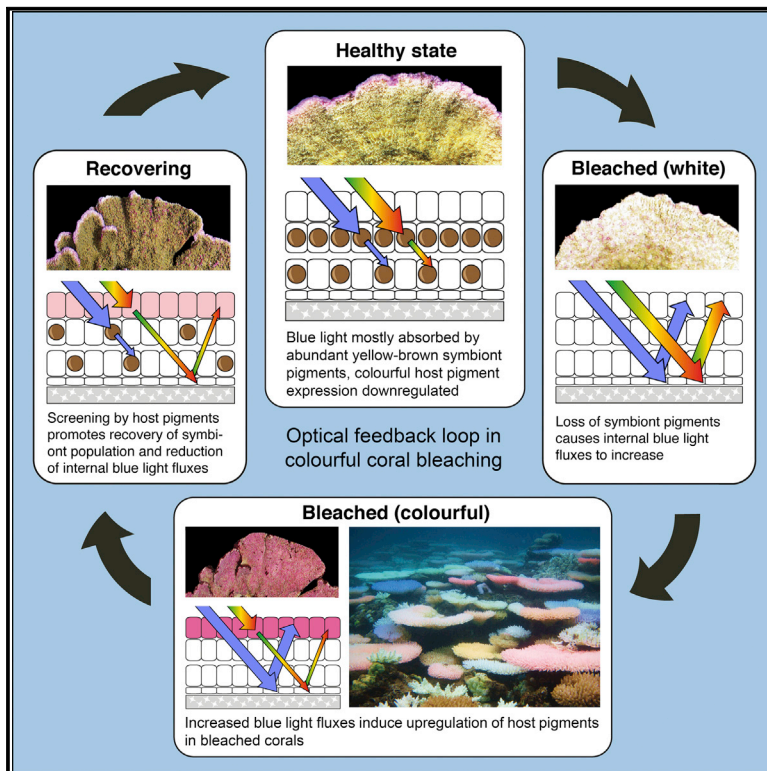 Healthy state
Blue light mostly absorbed by
abundant yellow-brown symbiont
pigments, colourful host pigment
expression downregulated
Recovering
Screening by host pigments
promotes recovery of symbi-
ont population and reduction
of internal blue light fluxes
Bleached (white)
Loss of symbiont pigments
causes internal blue light
fluxes to increase
Optical feedback loop in
colourful coral bleaching
Bleached (colourful)
Increased blue light fluxes induce upregulation of host pigments
in bleached corals